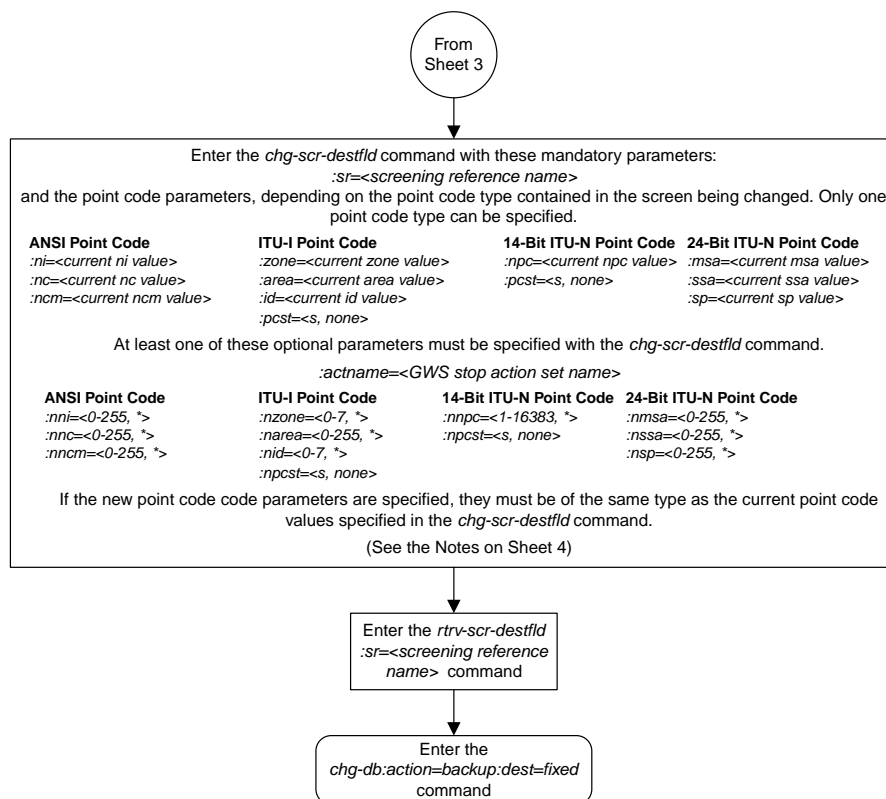 From
Sheet 3
Enter the chg-scr-destfld command with these mandatory parameters:
:sr=<screening reference name>
and the point code parameters, depending on the point code type contained in the screen being changed. Only one
point code type can be specified.
ANSI Point Code
:ni=<current ni value>
:nc=<current nc value>
:ncm=<current ncm value>
ITU-I Point Code
:zone=<current zone value>
:area=<current area value>
:id=<current id value>
:pcst=<s, none>
14-Bit ITU-N Point Code
:npc=<current npc value>
:pcst=<s, none>
24-Bit ITU-N Point Code
:msa=<current msa value>
:ssa=<current ssa value>
:sp=<current sp value>
At least one of these optional parameters must be specified with the chg-scr-destfld command.
:actname=<GWS stop action set name>
ANSI Point Code
:nni=<0-255, *>
:nnc=<0-255, *>
:nncm=<0-255, *>
ITU-I Point Code
:nzone=<0-7, *>
:narea=<0-255, *>
:nid=<0-7, *>
:npcst=<s, none>
14-Bit ITU-N Point Code
:nnpc=<1-16383, *>
:npcst=<s, none>
24-Bit ITU-N Point Code
:nmsa=<0-255, *>
:nssa=<0-255, *>
:nsp=<0-255, *>
If the new point code code parameters are specified, they must be of the same type as the current point code
values specified in the chg-scr-destfld command.
(See the Notes on Sheet 4)
Enter the rtrv-scr-destfld
:sr=<screening reference
name> command
Enter the
chg-db:action=backup:dest=fixed
command